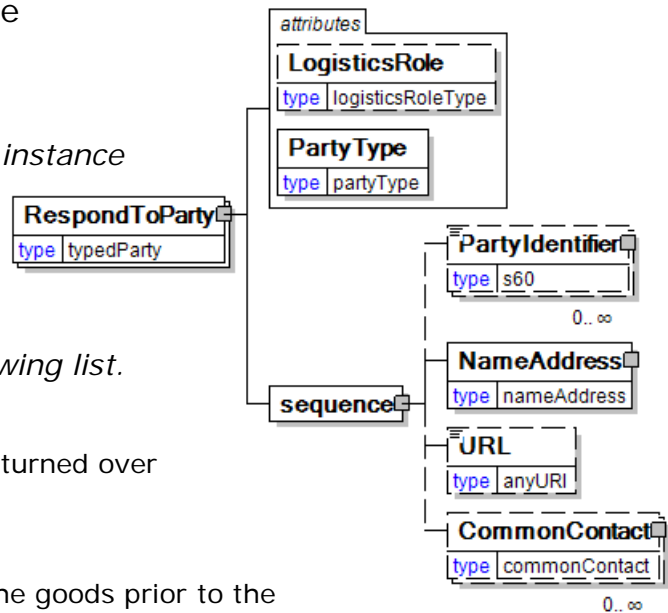 e
instance
wing list.
turned over
ne goods prior to the
attributes
LogisticsRole
type logisticsRoleType
PartyType
type partyType
RespondToParty
type typedParty
sequence
PartyIdentifier
type s60
0.. ∞
NameAddress
type nameAddress
URL
type anyURI
CommonContact
type commonContact
0.. ∞